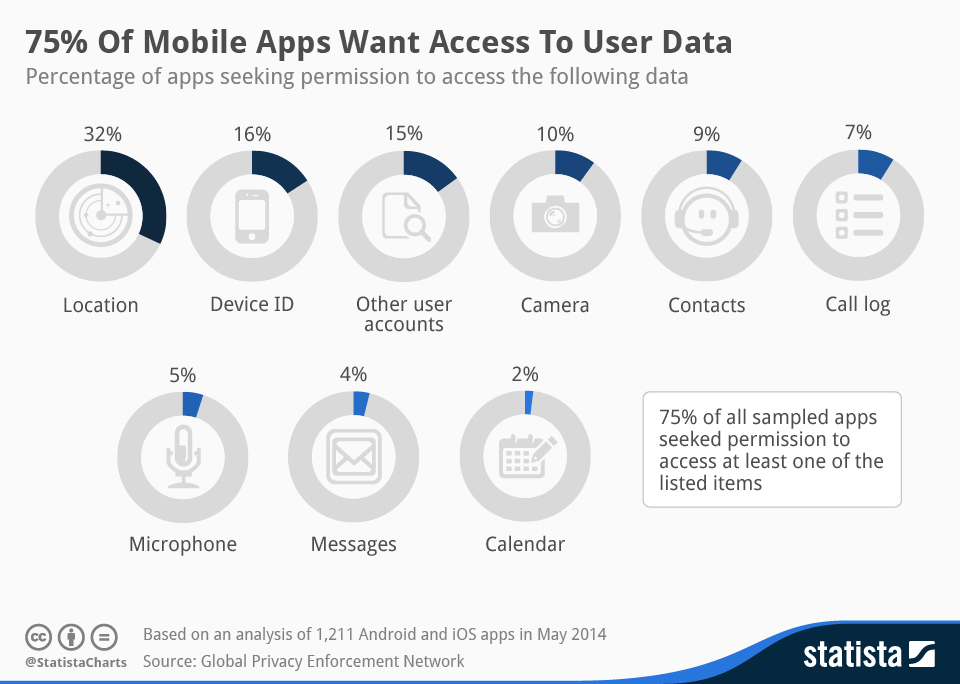 75% Of Mobile Apps Want Access To User Data
Percentage of apps seeking permission to access the following data
32%
16%
15%
10%
9%
7%
Location
Device ID
Other user
accounts
Camera
Contacts
Call log
5%
4%
2%
75% of all sampled apps
seeked permission to
access at least one of the
listed items
Microphone
Messages
Calendar
cc
Based on an analysis of 1,211 Android and iOS apps in May 2014
@StatistaCharts
Source: Global Privacy Enforcement Network
statista